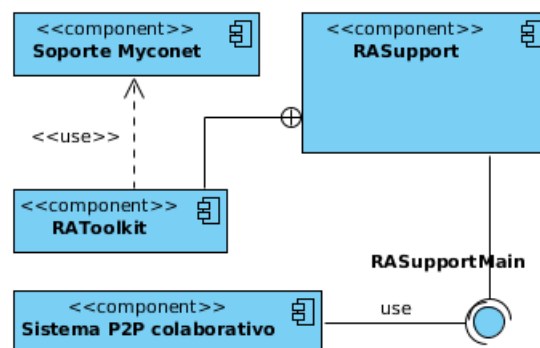 <<component>>
Soporte Myconet
<<component>>
RASupport
<<use>>
<<component>>
RAToolkit
RASupportMain
<<component>>
Sistema P2P colaborativo
use